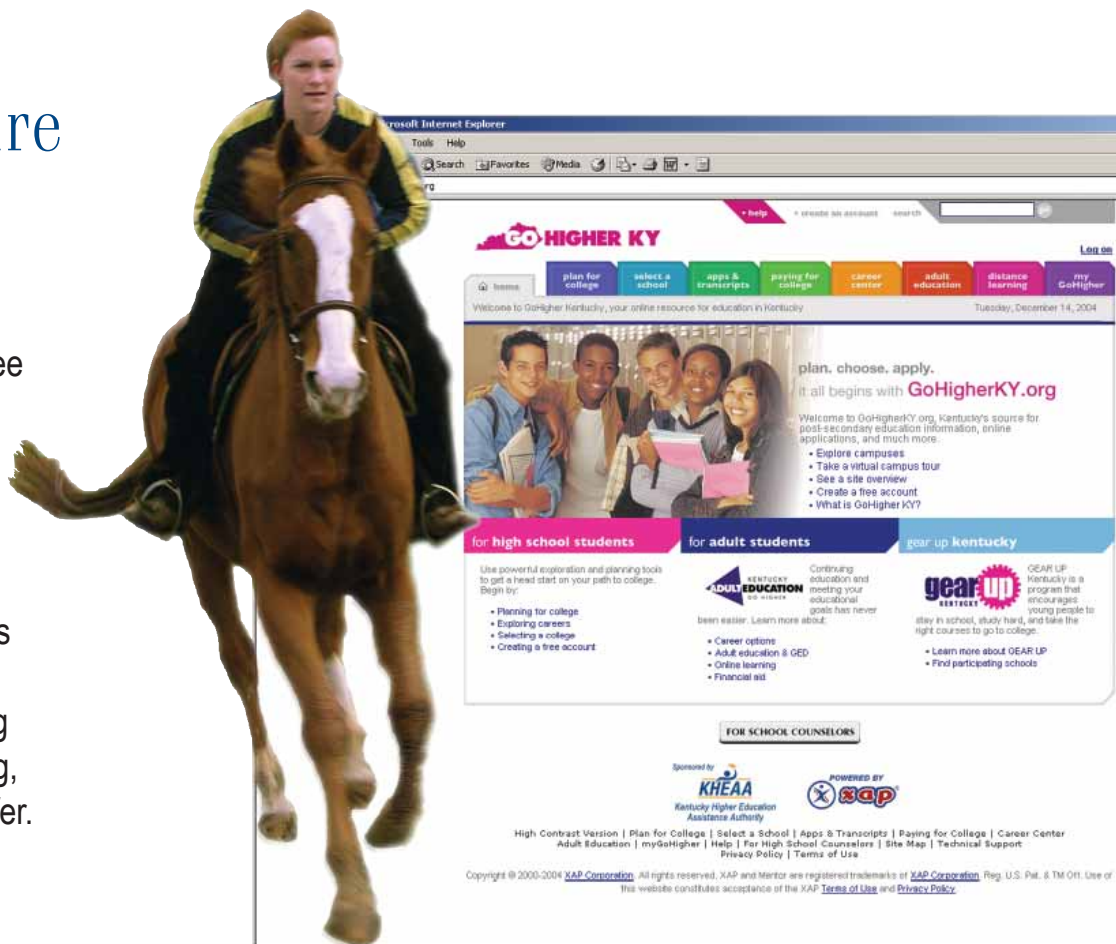 re
ee
s
g
g,
er.
crosoft Internet Explorer
Tools Help
Search Favorites Media
rg
+ help + create an account search
GO HIGHER KY
Log on
home
plan for college
select a school
apps & transcripts
paying for college
career center
adult education
distance learning
my GoHigher
Welcome to GoHigher Kentucky, your online resource for education in Kentucky
Tuesday, December 14, 2004
plan. choose. apply.
it all begins with GoHigherKY.org
Welcome to GoHigherKY.org, Kentucky's source for
post-secondary education information, online
applications, and much more.
• Explore campuses
• Take a virtual campus tour
• See a site overview
• Create a free account
• What is GoHigher KY?
for high school students
Use powerful exploration and planning tools
to get a head start on your path to college.
Begin by:
• Planning for college
• Exploring careers
• Selecting a college
• Creating a free account
for adult students
KENTUCKY
ADULT EDUCATION
GO HIGHER
Continuing
education and
meeting your
educational
goals has never
been easier. Learn more about:
• Career options
• Adult education & GED
• Online learning
• Financial aid
gear up kentucky
gear up
KENTUCKY
GEAR UP
Kentucky is a
program that
encourages
young people to
stay in school, study hard, and take the
right courses to go to college.
• Learn more about GEAR UP
• Find participating schools
FOR SCHOOL COUNSELORS
Sponsored by
KHEAA
Kentucky Higher Education
Assistance Authority
POWERED BY
xap
High Contrast Version | Plan for College | Select a School | Apps & Transcripts | Paying for College | Career Center
Adult Education | myGoHigher | Help | For High School Counselors | Site Map | Technical Support
Privacy Policy | Terms of Use
Copyright © 2000-2004 XAP Corporation. All rights reserved. XAP and Mentor are registered trademarks of XAP Corporation. Reg. U.S. Pat. & TM Off. Use of
this website constitutes acceptance of the XAP Terms of Use and Privacy Policy.